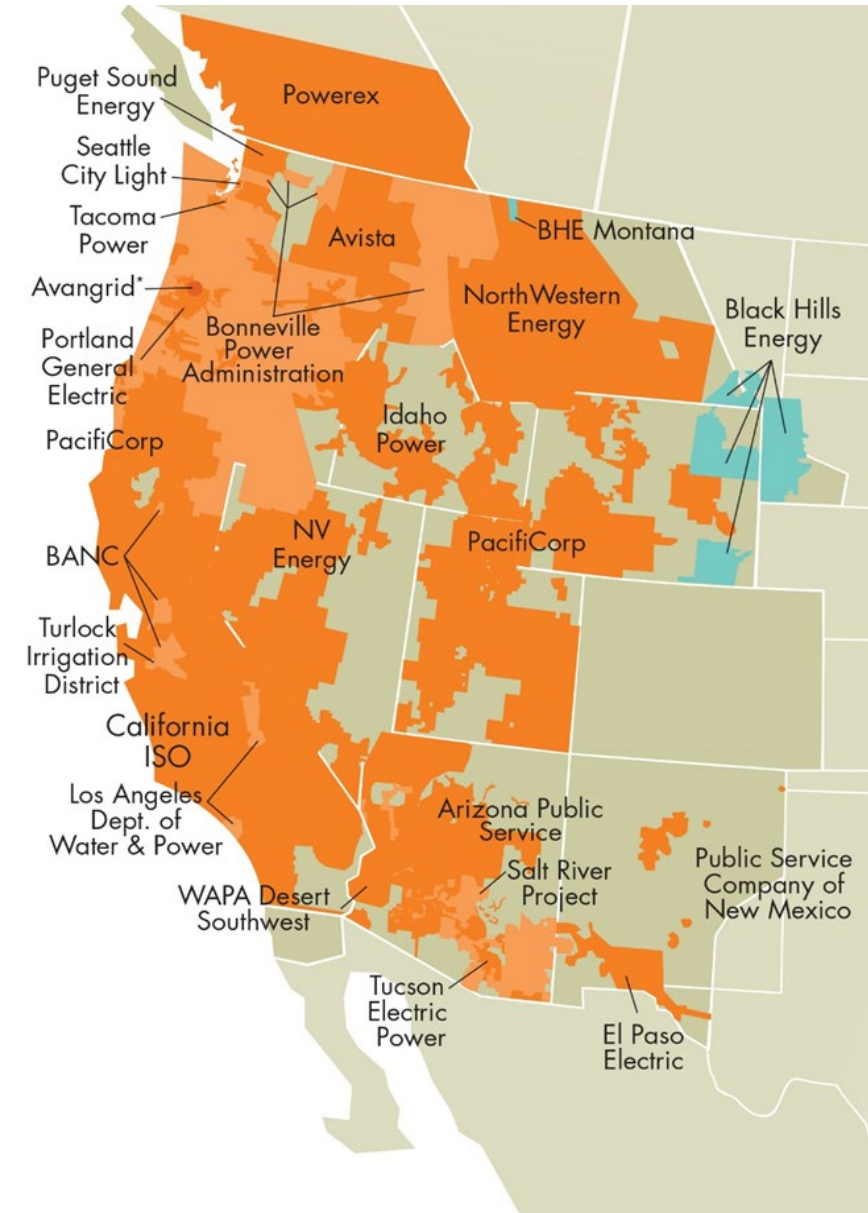 Puget Sound
Energy
Powerex
Seattle
City Light
Tacoma
Power
Avista
BHE Montana
Avangrid*
NorthWestern
Energy
Black Hills
Energy
Portland
General
Electric
Bonneville
Power
Administration
PacifiCorp
Idaho
Power
BANC
NV
Energy
PacifiCorp
Turlock
Irrigation
District
California
ISO
Los Angeles
Dept. of
Water & Power
Arizona Public
Service
Salt River
Project
Public Service
Company of
New Mexico
WAPA Desert
Southwest
Tucson
Electric
Power
El Paso
Electric